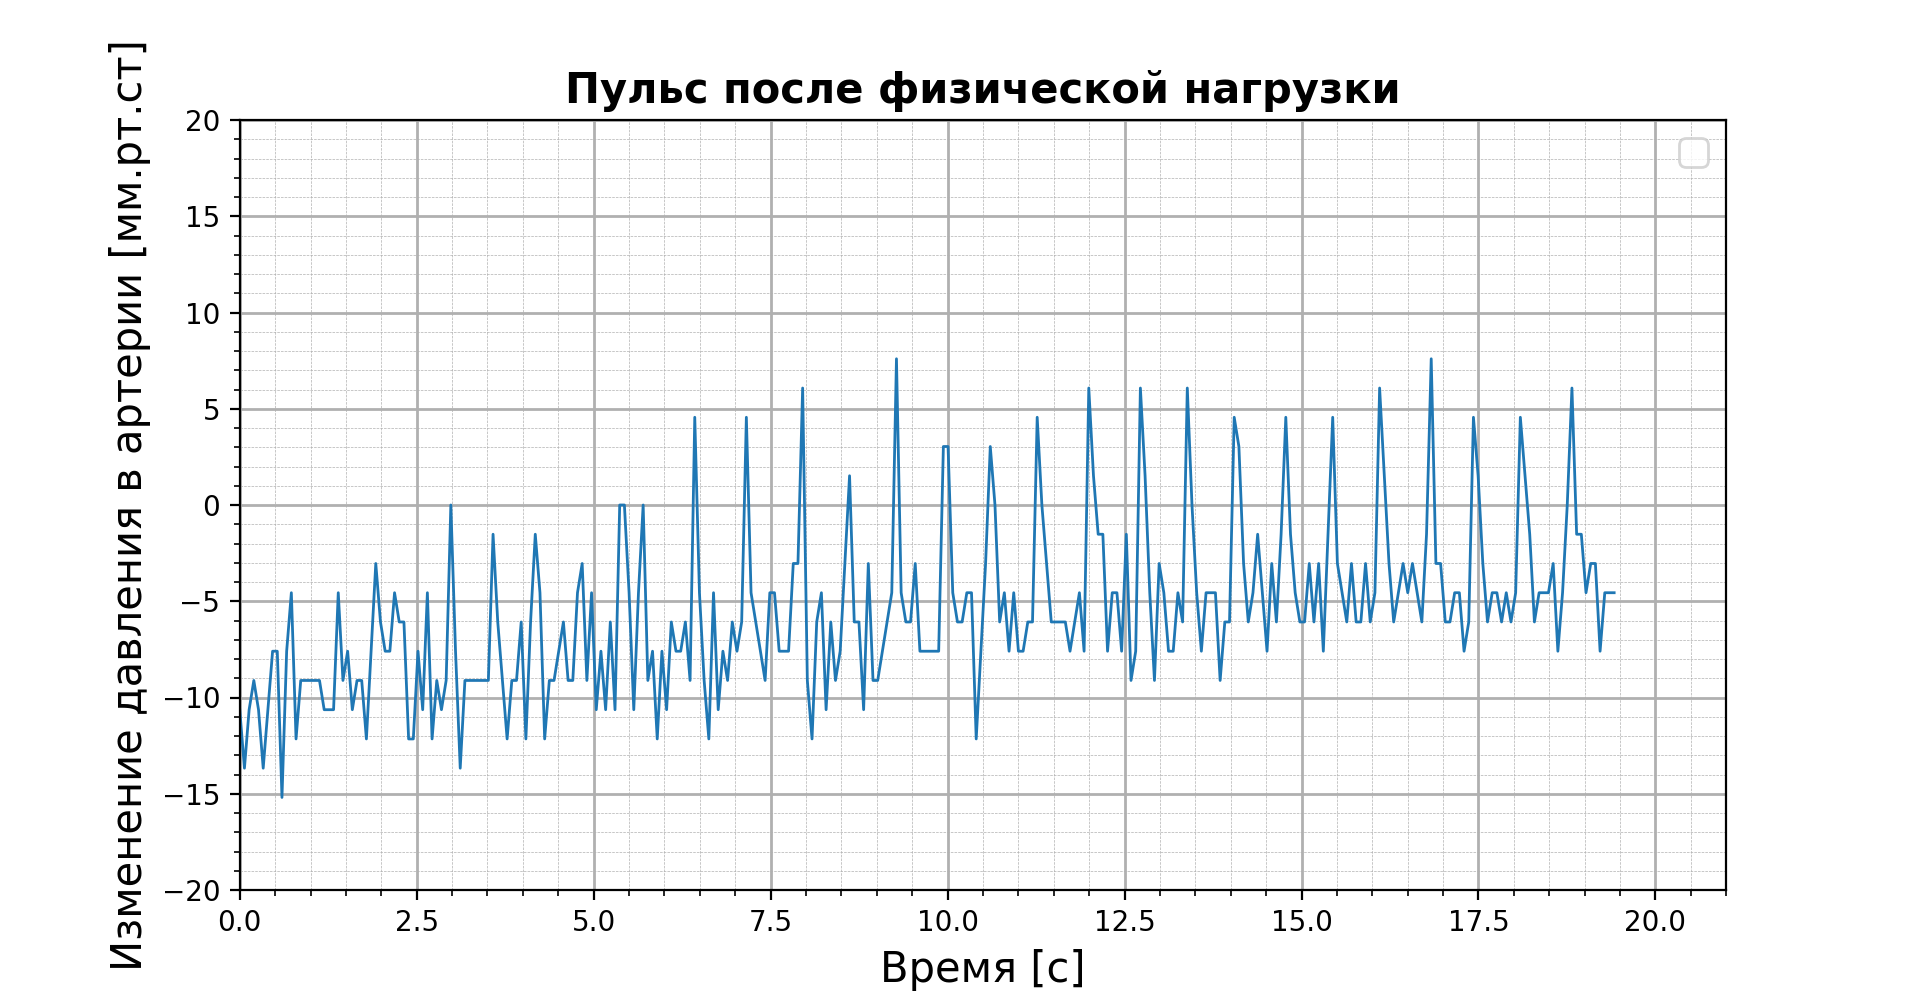 Пульс после физической нагрузки
Изменение давления в артерии [мм.рт.ст]
20
15
10
5
0
−5
−10
−15
−20
0.0 2.5 5.0 7.5 10.0 12.5 15.0 17.5 20.0
Время [с]